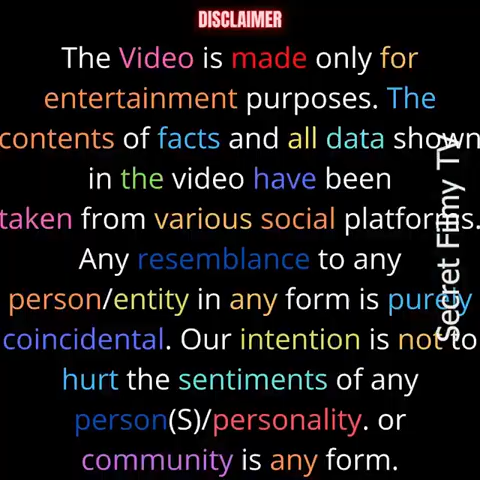 DISCLAIMER
The Video is made only for
entertainment purposes. The
contents of facts and all data shown
in the video have been
taken from various social platforms.
Any resemblance to any
person/entity in any form is purely
coincidental. Our intention is not to
hurt the sentiments of any
person(S)/personality. or
community is any form.
Secret Filmy TV